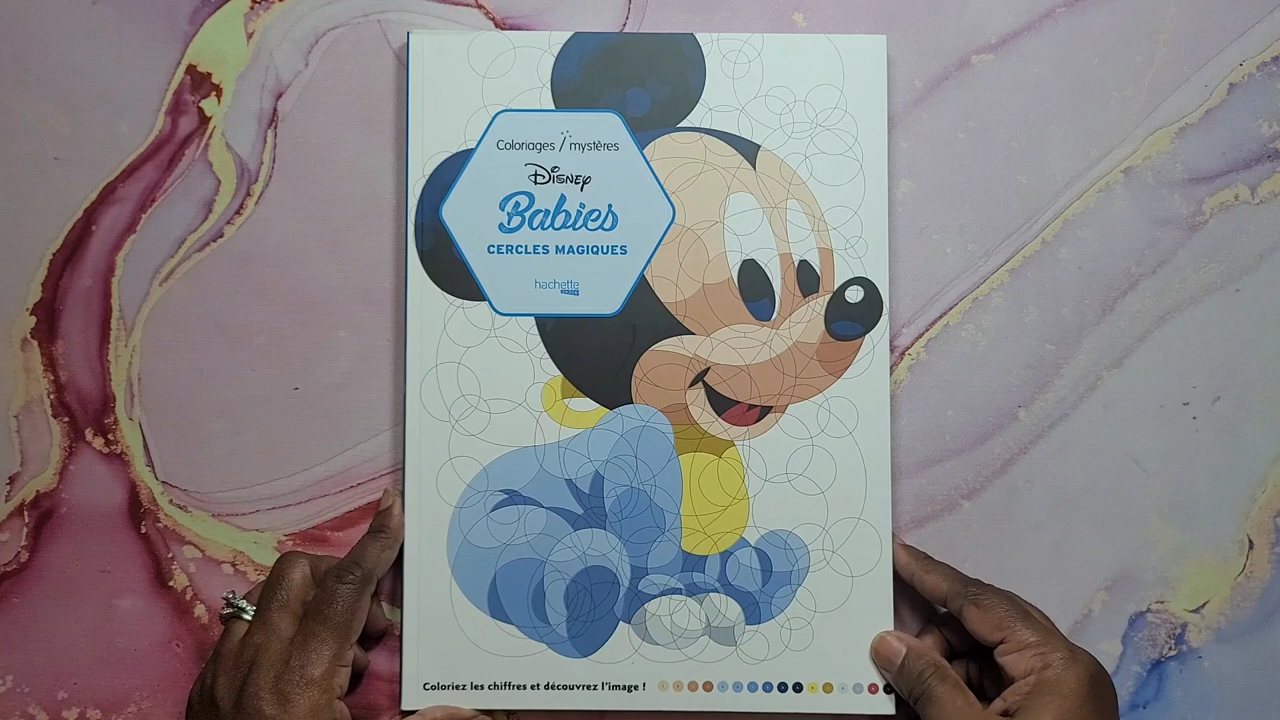 Coloriages mystères
Disney
Babies
CERCLES MAGIQUES
hachette
Coloriez les chiffres et découvrez l'image !